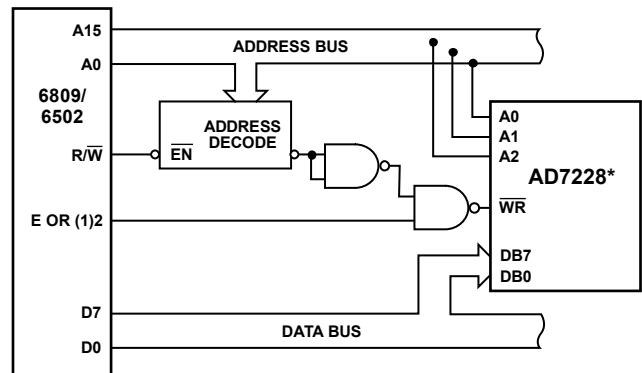 A15
ADDRESS BUS
A0
6809/
6502
ADDRESS
DECODE
EN
R/W
E OR (1)2
A0
A1
A2
AD7228*
WR
DB7
DB0
D7
DATA BUS
D0